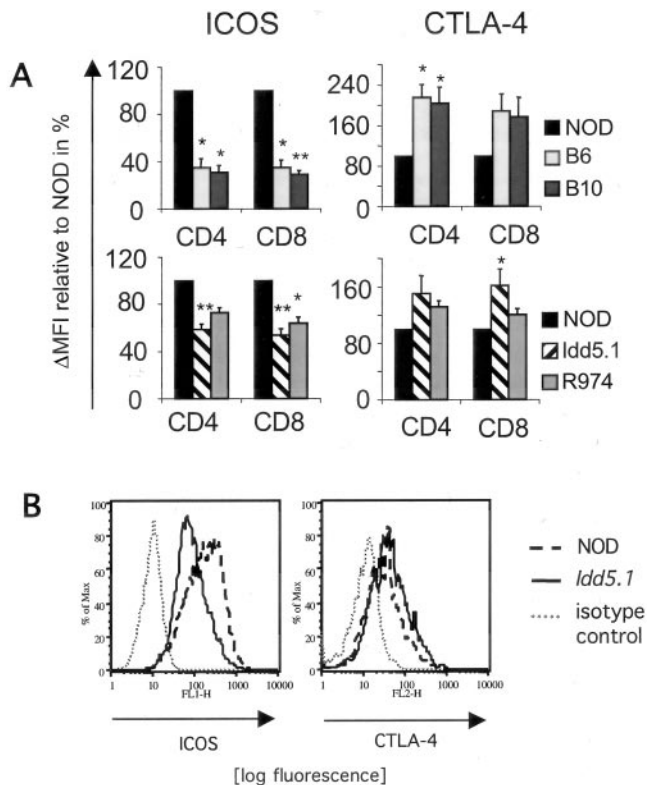 ICOS CTLA-4
A
ΔMFI relative to NOD in %
120
80
40
0
* * * **
CD4 CD8
240
160
80
0
* *
CD4 CD8
NOD
B6
B10
100
80
40
0
** ** *
CD4 CD8
160
80
0
*
CD4 CD8
NOD
Idd5.1
R974
B
% of Max
100
80
60
40
20
0
1 10 100 1000 10000
FL1-H
ICOS
% of Max
100
80
60
40
20
0
1 10 100 1000 10000
FL2-H
CTLA-4
NOD
Idd5.1
isotype
control
[log fluorescence]